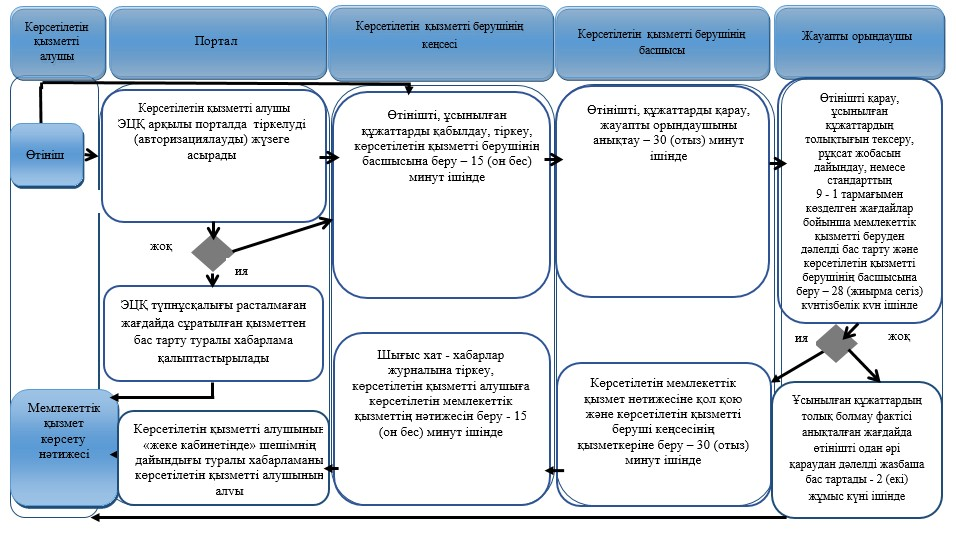 Көрсетілетін
қызметті
алушы
Портал
Көрсетілетін қызметті берушінің
кеңсесі
Көрсетілетін қызметті берушінің
басшысы
Жауапты орындаушы
Өтініш
Көрсетілетін қызметті алушы
ЭЦҚ арқылы порталда тіркелуді
(авторизациялауды) жүзеге
асырады
Өтінішті, ұсынылған
құжаттарды қабылдау, тіркеу,
көрсетілетін қызметті берушінің
басшысына беру – 15 (он бес)
минут ішінде
Өтінішті, құжаттарды қарау,
жауапты орындаушыны
анықтау – 30 (отыз) минут
ішінде
Өтінішті қарау,
ұсынылған
құжаттардың
толықтығын тексеру,
рұқсат жобасын
дайындау, немесе
стандарттың
9 - 1 тармағымен
көзделген жағдайлар
бойынша мемлекеттік
қызметті беруден
дәлелді бас тарту және
көрсетілетін қызметті
берушінің басшысына
беру – 28 (жиырма сегіз)
күнтізбелік күн ішінде
жоқ
ия
ЭЦҚ түпнұсқалығы расталмаған
жағдайда сұратылған қызметтен
бас тарту туралы хабарлама
қалыптастырылады
ия
жоқ
Мемлекеттік
қызмет
көрсету
нәтижесі
Көрсетілетін қызметті алушының
«жеке кабинетінде» шешімнің
дайындығы туралы хабарламаны
көрсетілетін қызметті алушының
алуы
Шығыс хат - хабарлар
журналына тіркеу,
көрсетілетін қызметті алушыға
көрсетілетін мемлекеттік
қызметтің нәтижесін беру - 15
(он бес) минут ішінде
Көрсетілетін мемлекеттік
қызмет нәтижесіне қол қою
және көрсетілетін қызметті
беруші кеңсесінің
қызметкеріне беру – 30 (отыз)
минут ішінде
Ұсынылған құжаттардың
толық болмау фактісі
анықталған жағдайда
өтінішті одан әрі
қараудан дәлелді жазбаша
бас тартады - 2 (екі)
жұмыс күні ішінде